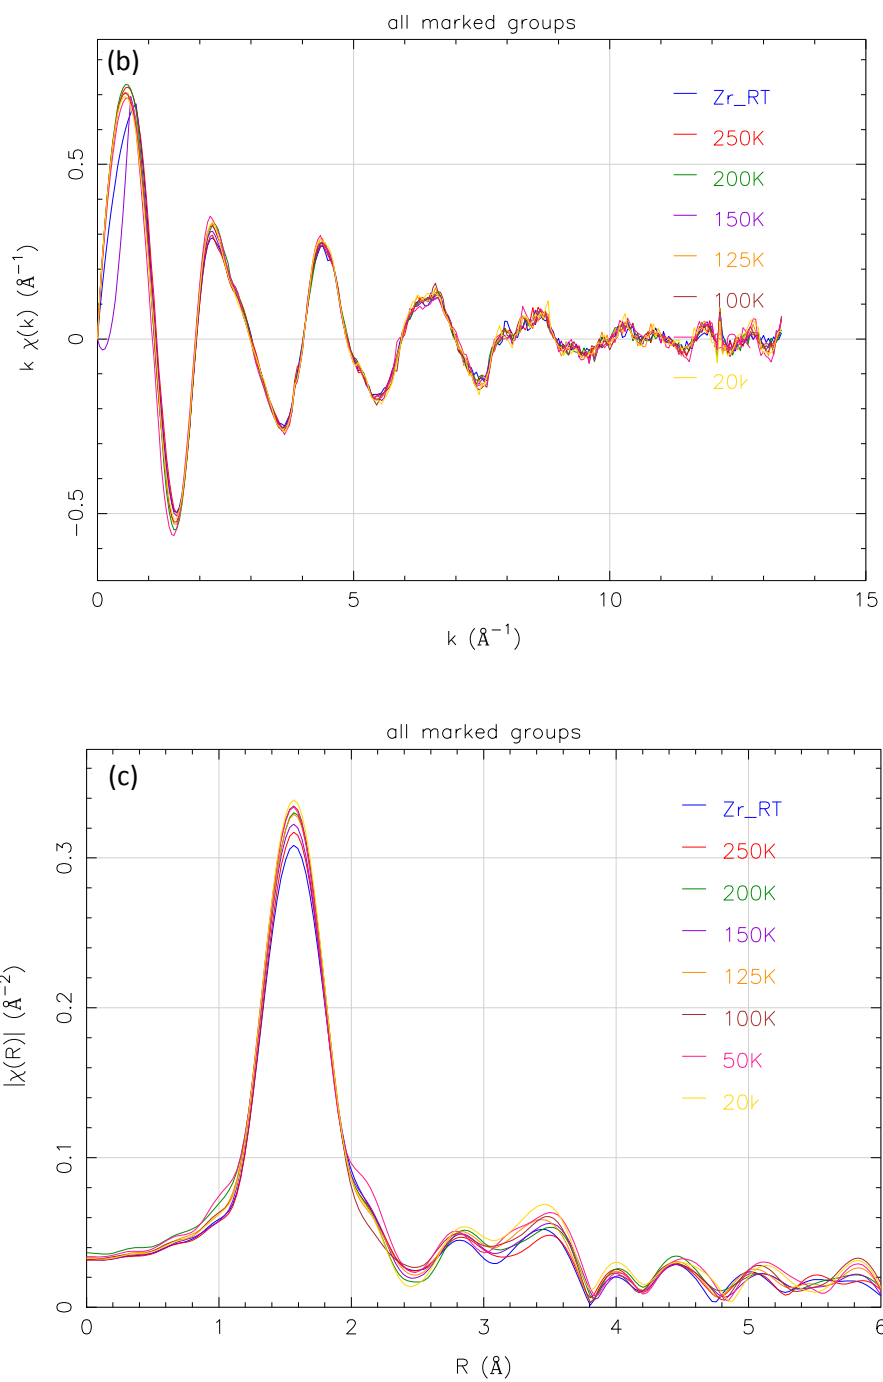 all marked groups
(b)
Zr_RT
250K
200K
150K
125K
100K
20K
0.5
0
−0.5
k χ(k) (Å⁻¹)
0 5 10 15
k (Å⁻¹)
all marked groups
(c)
Zr_RT
250K
200K
150K
125K
100K
50K
20K
0.3
0.2
0.1
0
|χ(R)| (Å⁻²)
0 1 2 3 4 5 6
R (Å)